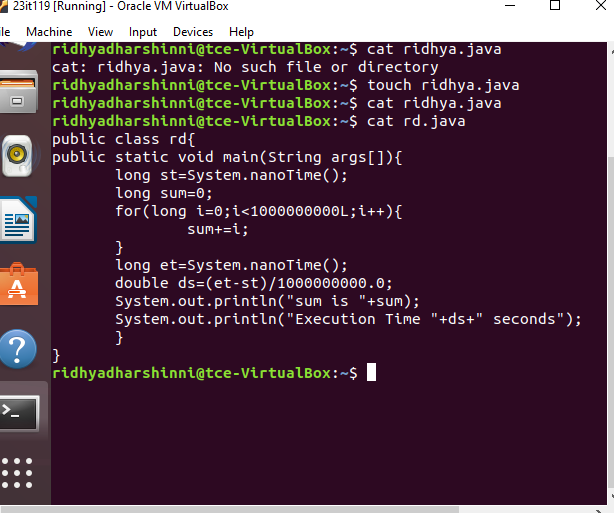 23it119 [Running] - Oracle VM VirtualBox
ile Machine View Input Devices Help
ridhyadharshinni@tce-VirtualBox:~$ cat ridhya.java
cat: ridhya.java: No such file or directory
ridhyadharshinni@tce-VirtualBox:~$ touch ridhya.java
ridhyadharshinni@tce-VirtualBox:~$ cat ridhya.java
ridhyadharshinni@tce-VirtualBox:~$ cat rd.java
public class rd{
public static void main(String args[]){
        long st=System.nanoTime();
        long sum=0;
        for(long i=0;i<1000000000L;i++){
                sum+=i;
        }
        long et=System.nanoTime();
        double ds=(et-st)/1000000000.0;
        System.out.println("sum is "+sum);
        System.out.println("Execution Time "+ds+" seconds");
        }
}
ridhyadharshinni@tce-VirtualBox:~$